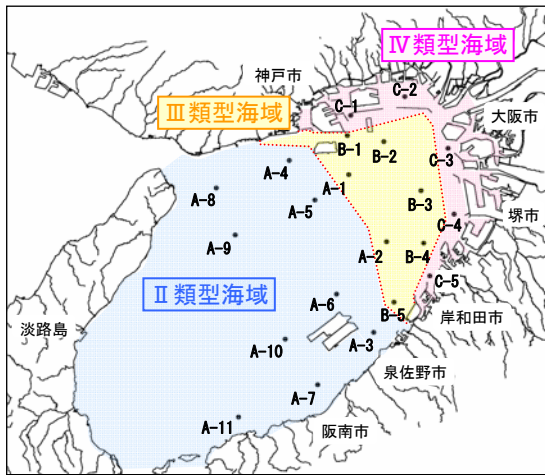 Ⅳ類型海域
神戸市
C-2
C-1
Ⅲ類型海域
大阪市
B-1
B-2
C-3
A-4
A-1
A-8
B-3
A-5
C-4
堺市
A-9
A-2
B-4
C-5
Ⅱ類型海域
A-6
B-5
岸和田市
淡路島
A-10
A-3
泉佐野市
A-7
A-11
阪南市